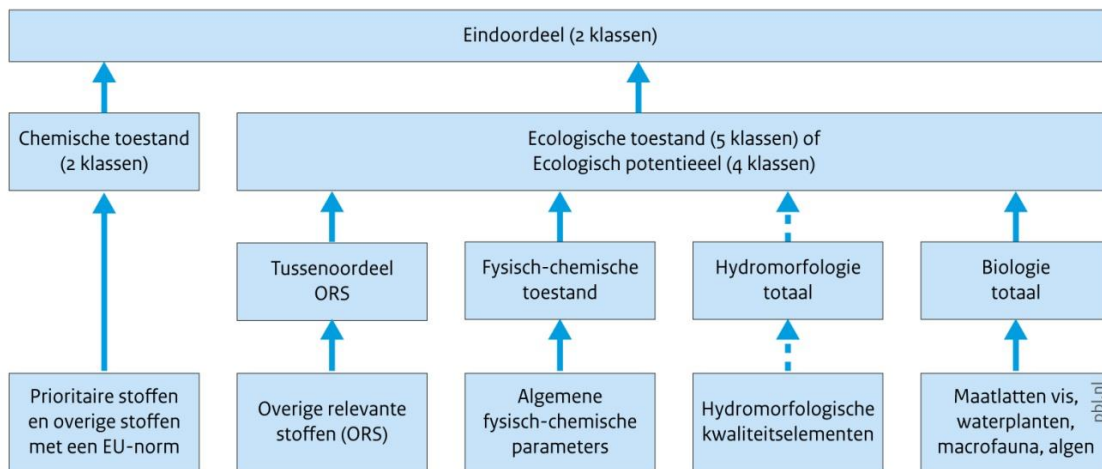 Eindoordeel (2 klassen)
Chemische toestand
(2 klassen)
Ecologische toestand (5 klassen) of
Ecologisch potentieeel (4 klassen)
Tussenoordeel
ORS
Fysisch-chemische
toestand
Hydromorfologie
totaal
Biologie
totaal
Prioritaire stoffen
en overige stoffen
met een EU-norm
Overige relevante
stoffen (ORS)
Algemene
fysisch-chemische
parameters
Hydromorfologische
kwaliteitselementen
Maatlatten vis,
waterplanten,
macrofauna, algen
pbl.nl